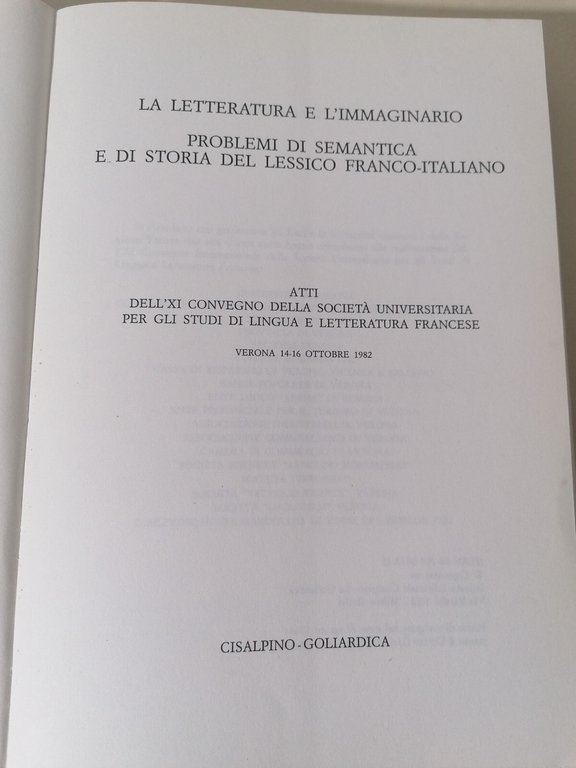 LA LETTERATURA E L'IMMAGINARIO
PROBLEMI DI SEMANTICA
E DI STORIA DEL LESSICO FRANCO-ITALIANO
ATTI
DELL'XI CONVEGNO DELLA SOCIETÀ UNIVERSITARIA
PER GLI STUDI DI LINGUA E LETTERATURA FRANCESE
VERONA 14-16 OTTOBRE 1982
CISALPINO-GOLIARDICA